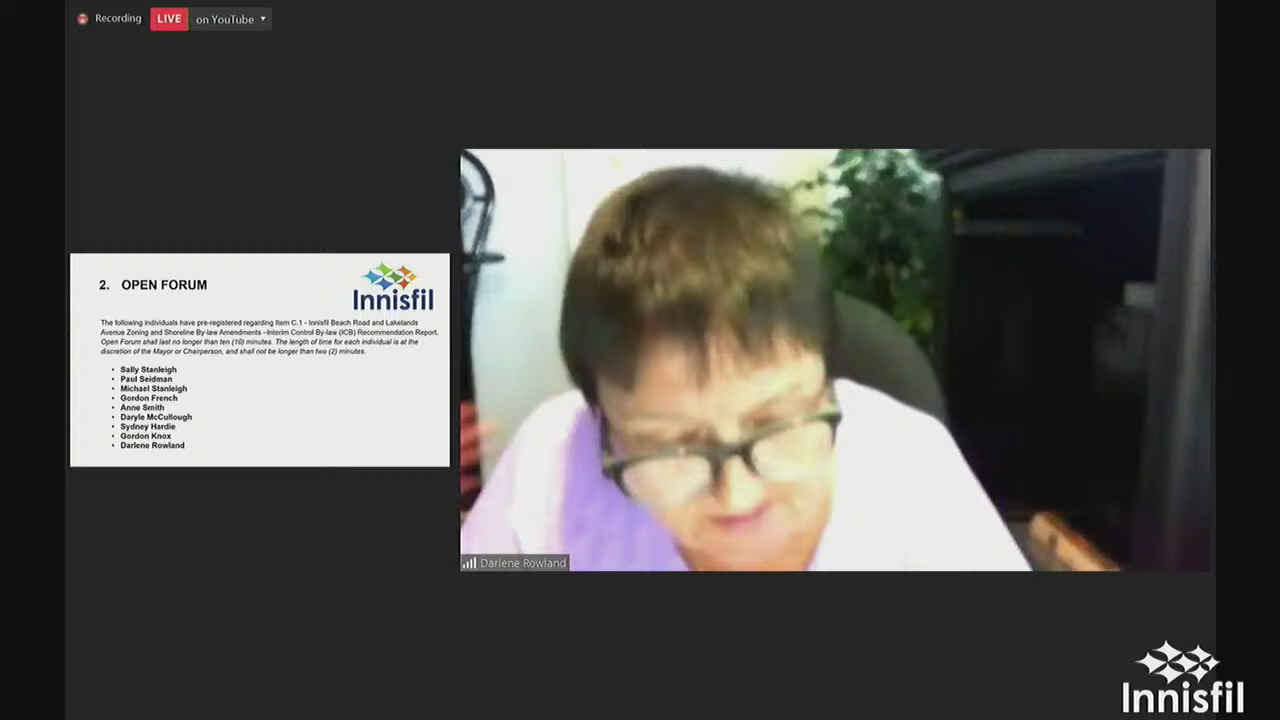 Recording
LIVE on YouTube
2. OPEN FORUM
Innisfil
The following individuals have pre-registered regarding Item C.1 - Innisfil Beach Road and Lakelands
Avenue Zoning and Shoreline By-law Amendments –Interim Control By-law (ICB) Recommendation Report.
Open Forum shall last no longer than ten (10) minutes. The length of time for each individual is at the
discretion of the Mayor or Chairperson, and shall not be longer than two (2) minutes.
• Sally Stanleigh
• Paul Seidman
• Michael Stanleigh
• Gordon French
• Anne Smith
• Daryle McCullough
• Sydney Hardie
• Gordon Knox
• Darlene Rowland
Darlene Rowland
Innisfil